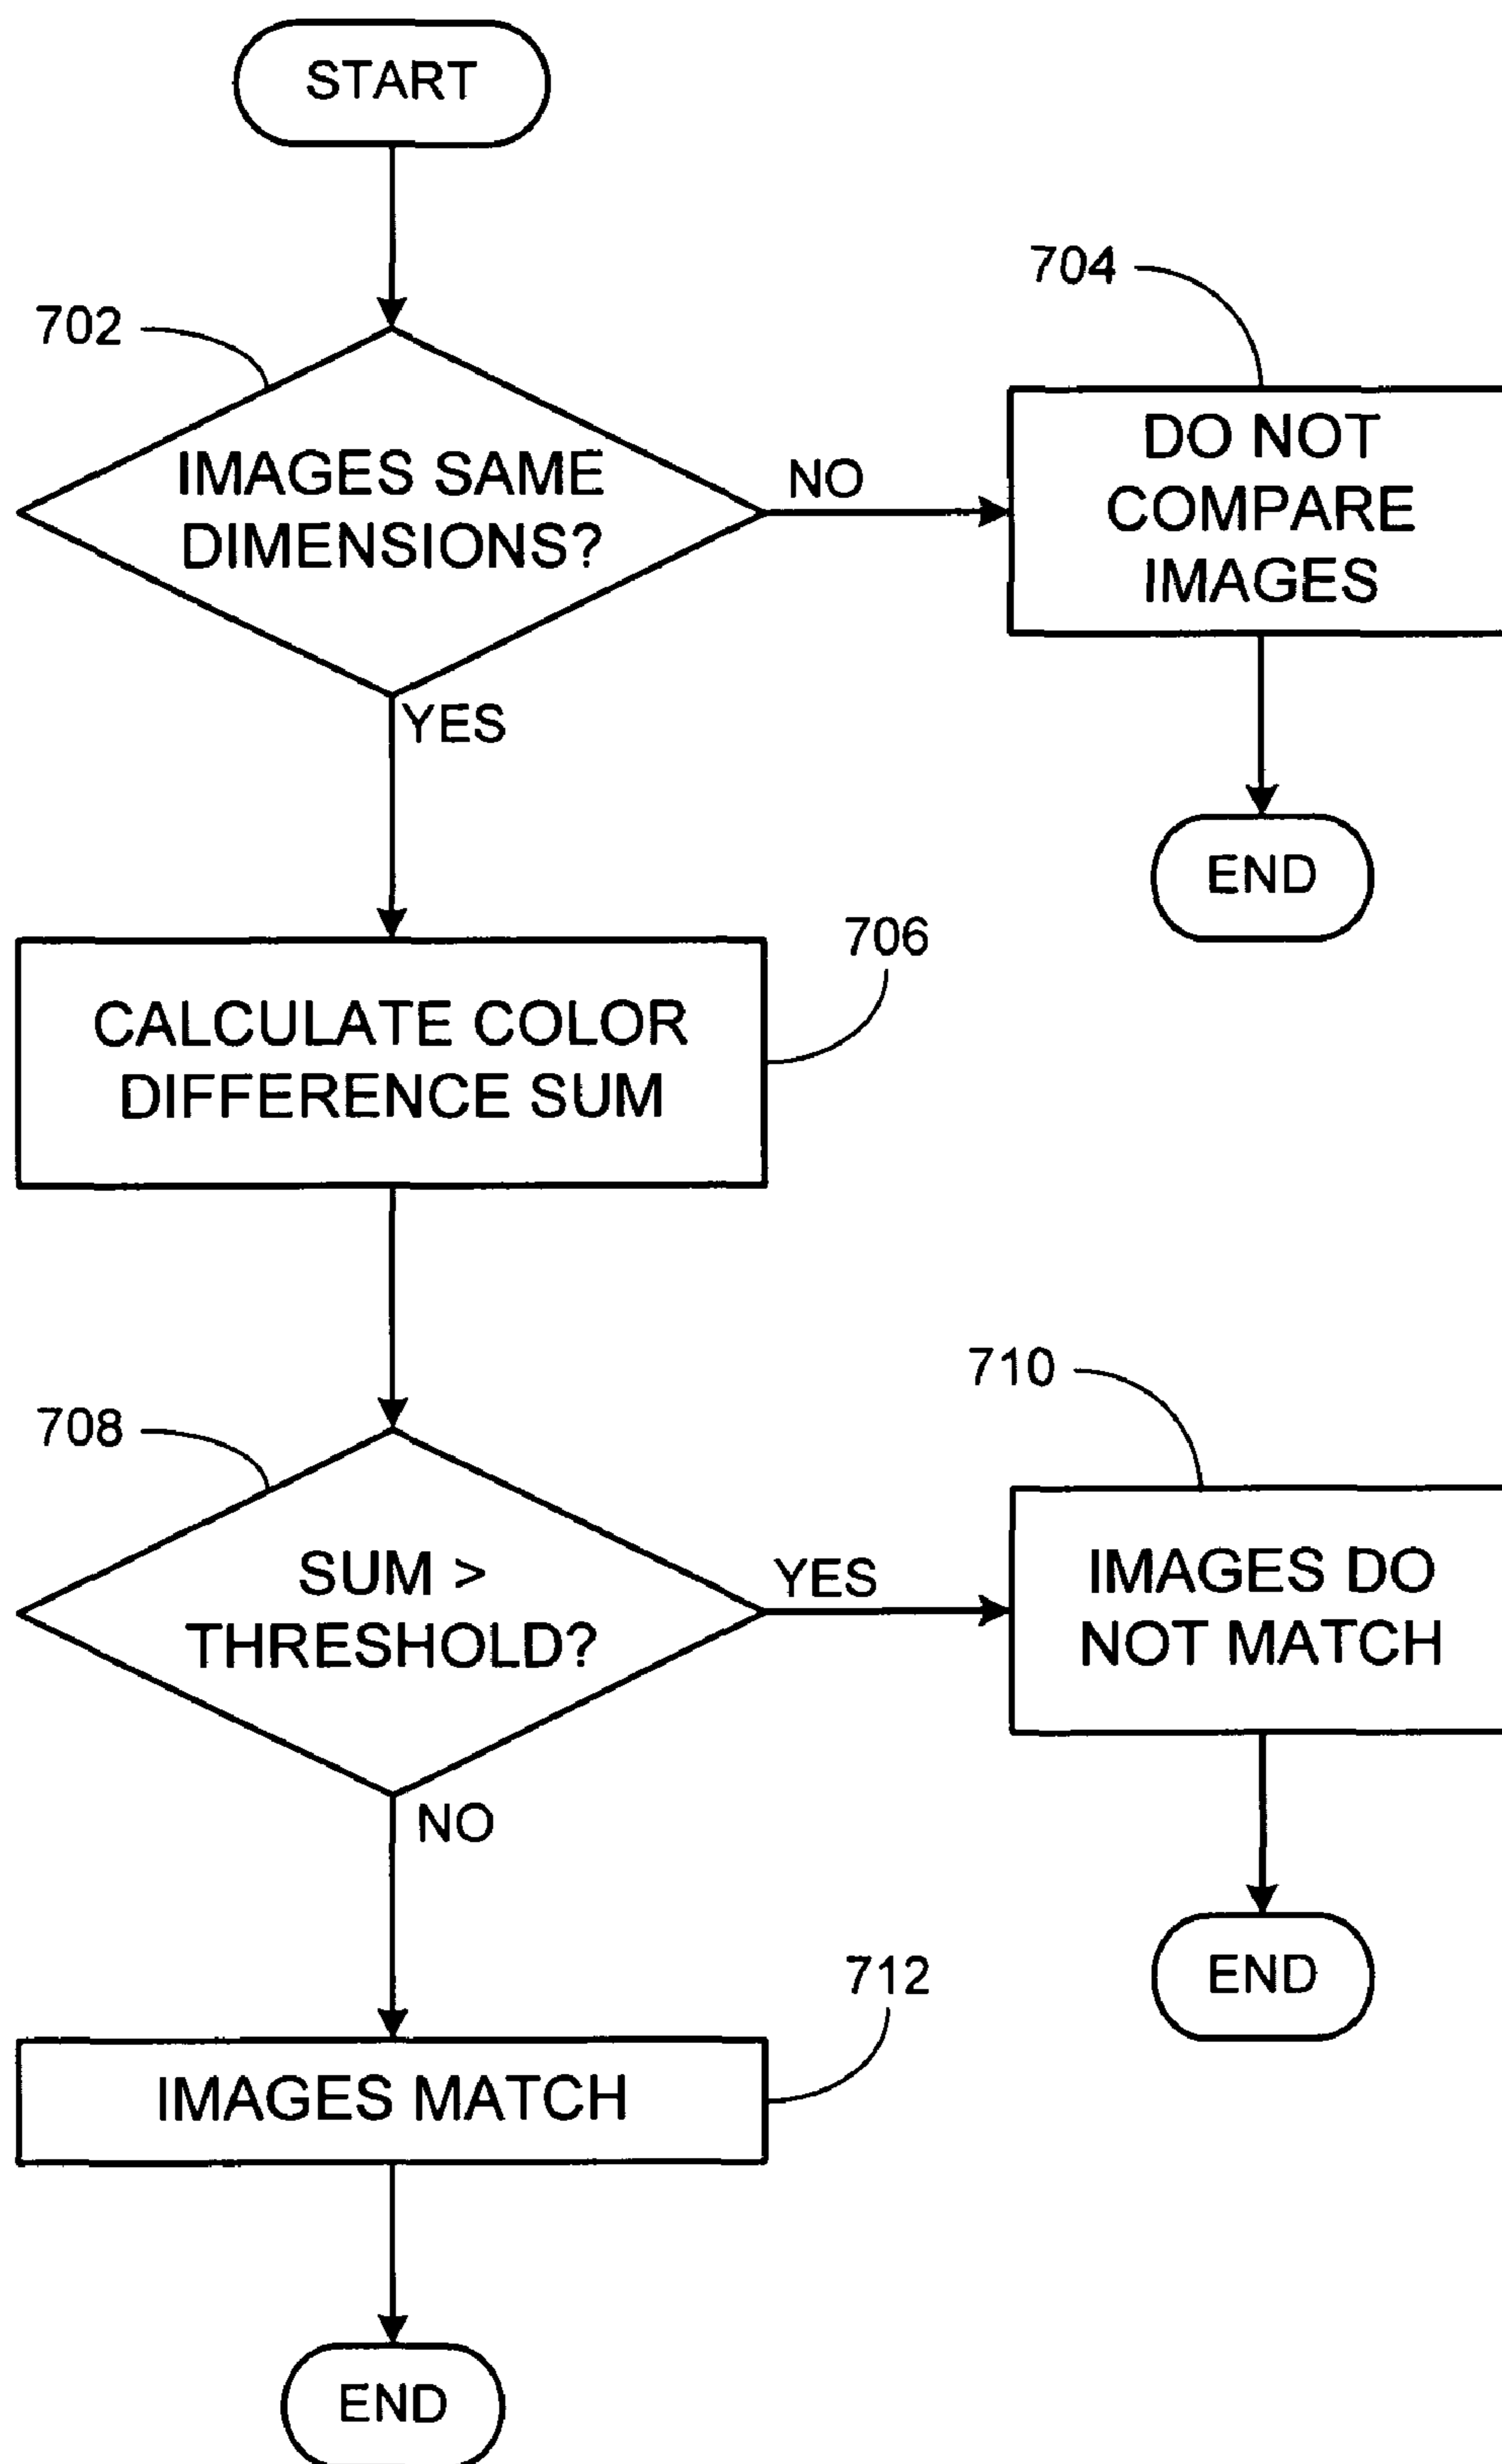 START
702
IMAGES SAME
DIMENSIONS?
NO
704
DO NOT
COMPARE
IMAGES
END
YES
706
CALCULATE COLOR
DIFFERENCE SUM
708
SUM >
THRESHOLD?
YES
710
IMAGES DO
NOT MATCH
END
NO
712
IMAGES MATCH
END